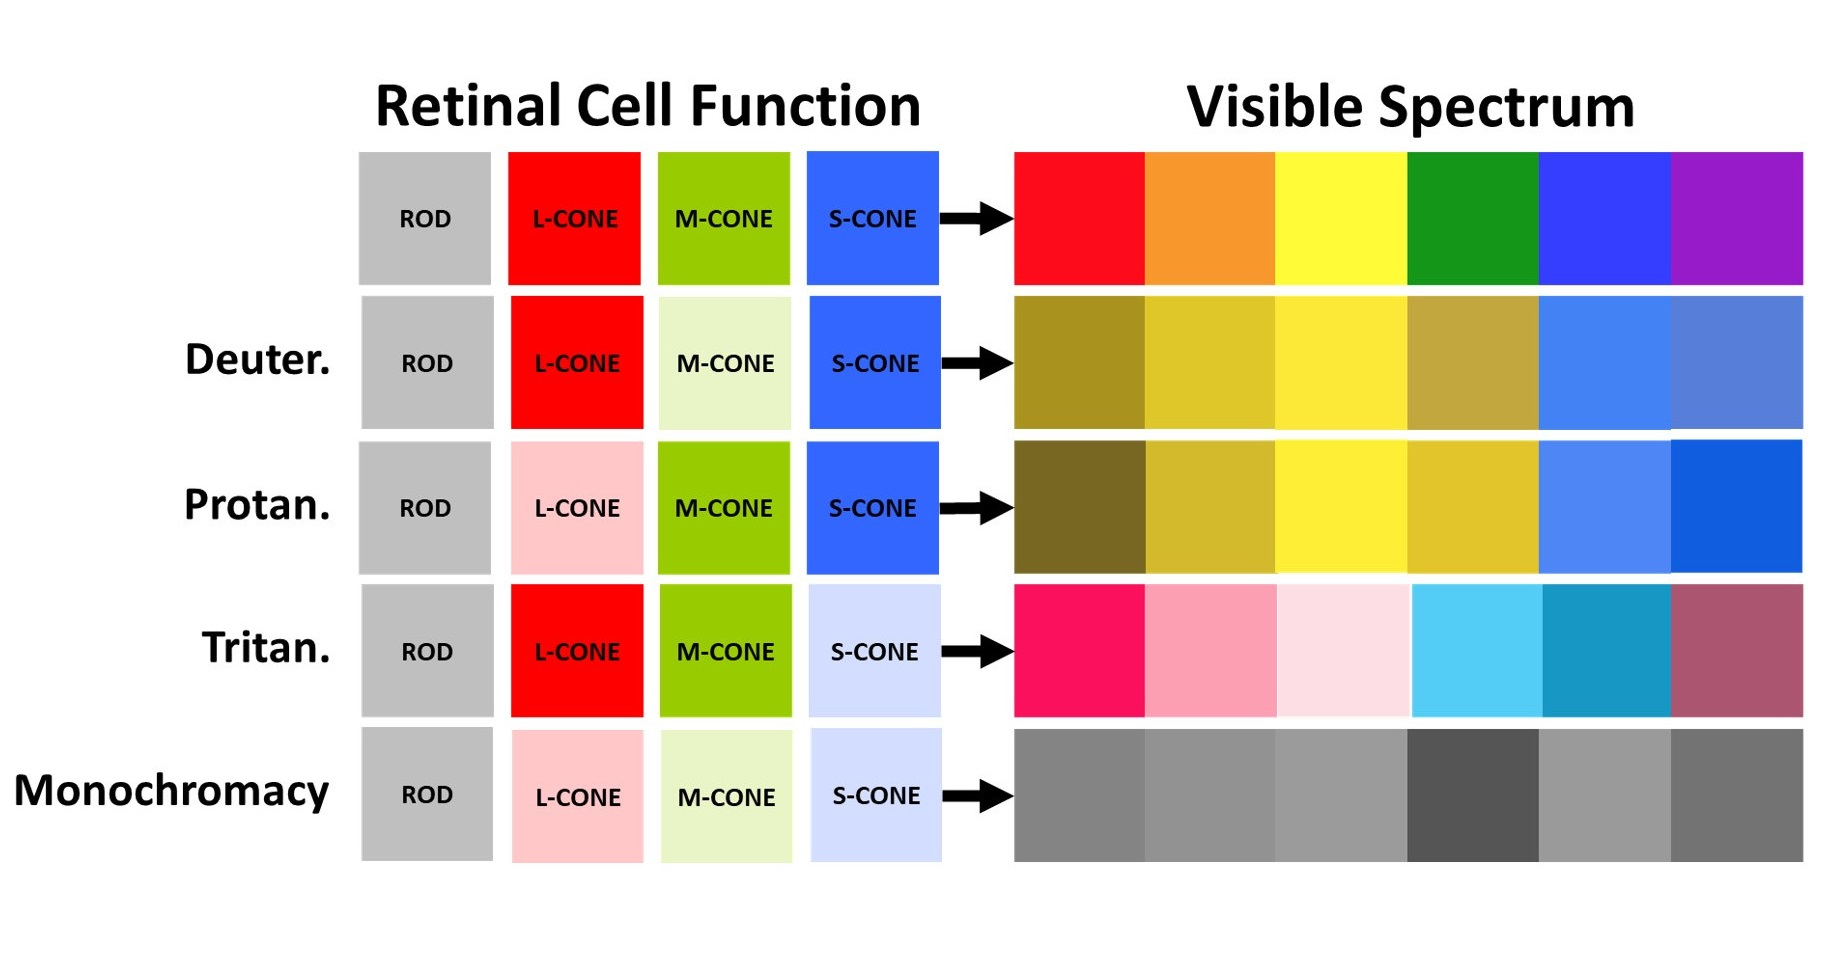 Retinal Cell Function Visible Spectrum
ROD L-CONE M-CONE S-CONE
Deuter. ROD L-CONE M-CONE S-CONE
Protan. ROD L-CONE M-CONE S-CONE
Tritan. ROD L-CONE M-CONE S-CONE
Monochromacy ROD L-CONE M-CONE S-CONE